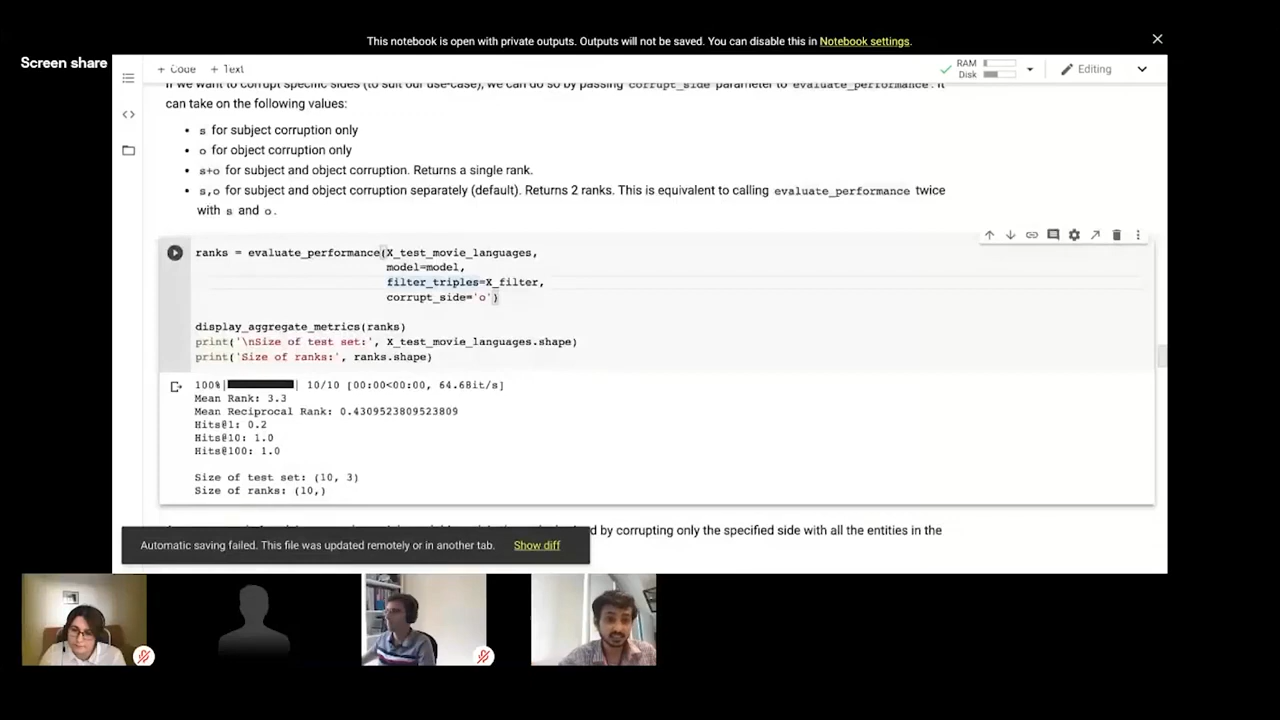 This notebook is open with private outputs. Outputs will not be saved. You can disable this in Notebook settings.
Screen share
+ Code + Text
RAM
Disk
Editing
If we want to corrupt specific sides (to suit our use-case), we can do so by passing corrupt_side parameter to evaluate_performance. It
can take on the following values:
• s for subject corruption only
• o for object corruption only
• s+o for subject and object corruption. Returns a single rank.
• s,o for subject and object corruption separately (default). Returns 2 ranks. This is equivalent to calling evaluate_performance twice
with s and o.
ranks = evaluate_performance(X_test_movie_languages,
model=model,
filter_triples=X_filter,
corrupt_side='o')
display_aggregate_metrics(ranks)
print('\nSize of test set:', X_test_movie_languages.shape)
print('Size of ranks:', ranks.shape)
100%| | 10/10 [00:00<00:00, 64.68it/s]
Mean Rank: 3.3
Mean Reciprocal Rank: 0.4309523809523809
Hits@1: 0.2
Hits@10: 1.0
Hits@100: 1.0
Size of test set: (10, 3)
Size of ranks: (10,)
by corrupting only the specified side with all the entities in the
Automatic saving failed. This file was updated remotely or in another tab. Show diff